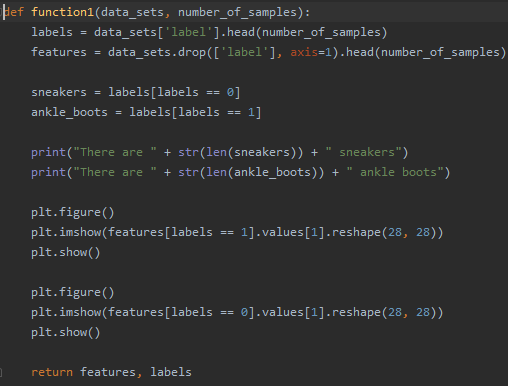 def function1(data_sets, number_of_samples):
    labels = data_sets['label'].head(number_of_samples)
    features = data_sets.drop(['label'], axis=1).head(number_of_samples)

    sneakers = labels[labels == 0]
    ankle_boots = labels[labels == 1]

    print("There are " + str(len(sneakers)) + " sneakers")
    print("There are " + str(len(ankle_boots)) + " ankle boots")

    plt.figure()
    plt.imshow(features[labels == 1].values[1].reshape(28, 28))
    plt.show()

    plt.figure()
    plt.imshow(features[labels == 0].values[1].reshape(28, 28))
    plt.show()

    return features, labels